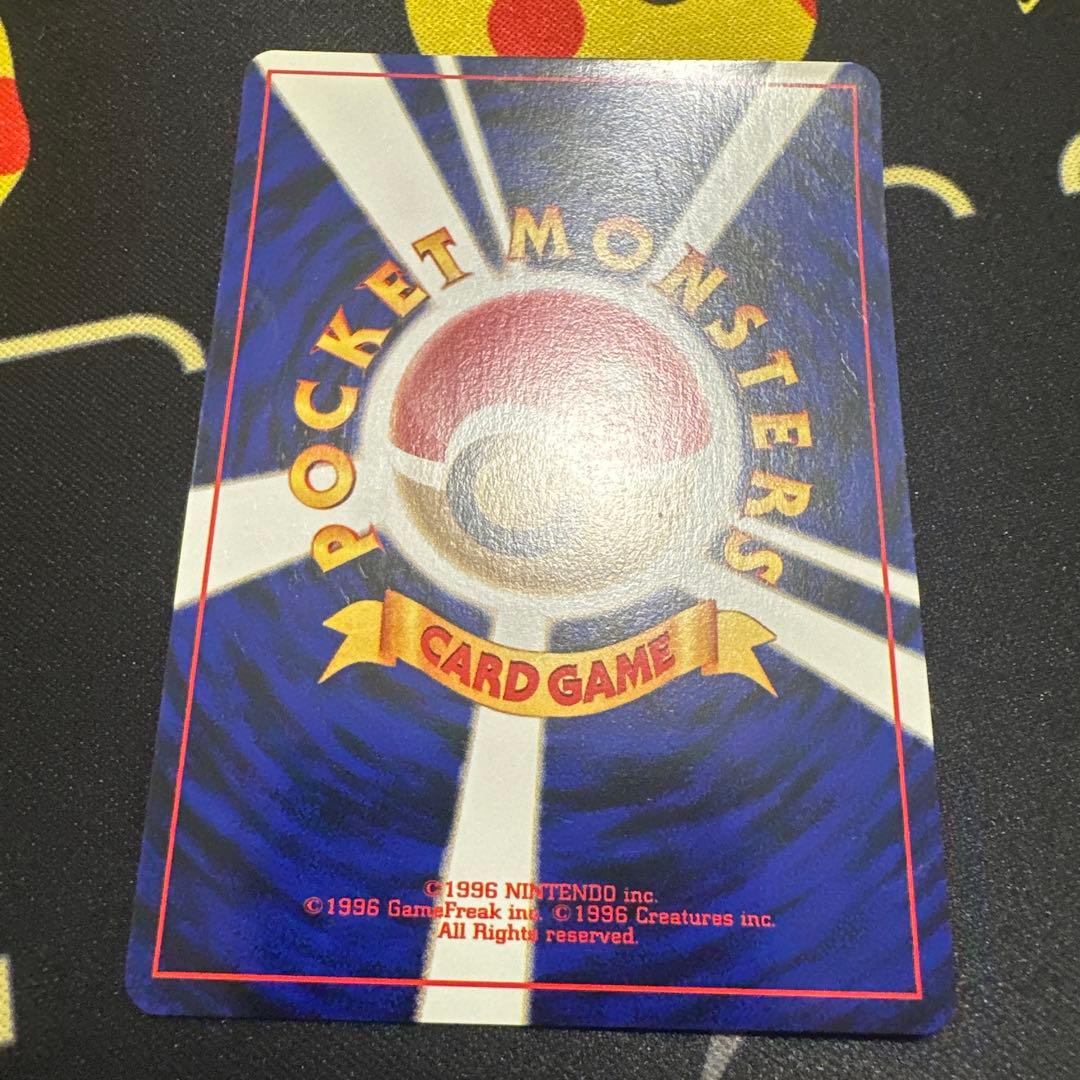 POCKET MONSTERS
CARD GAME
©1996 NINTENDO inc.
©1996 GameFreak inc. ©1996 Creatures inc.
All Rights reserved.